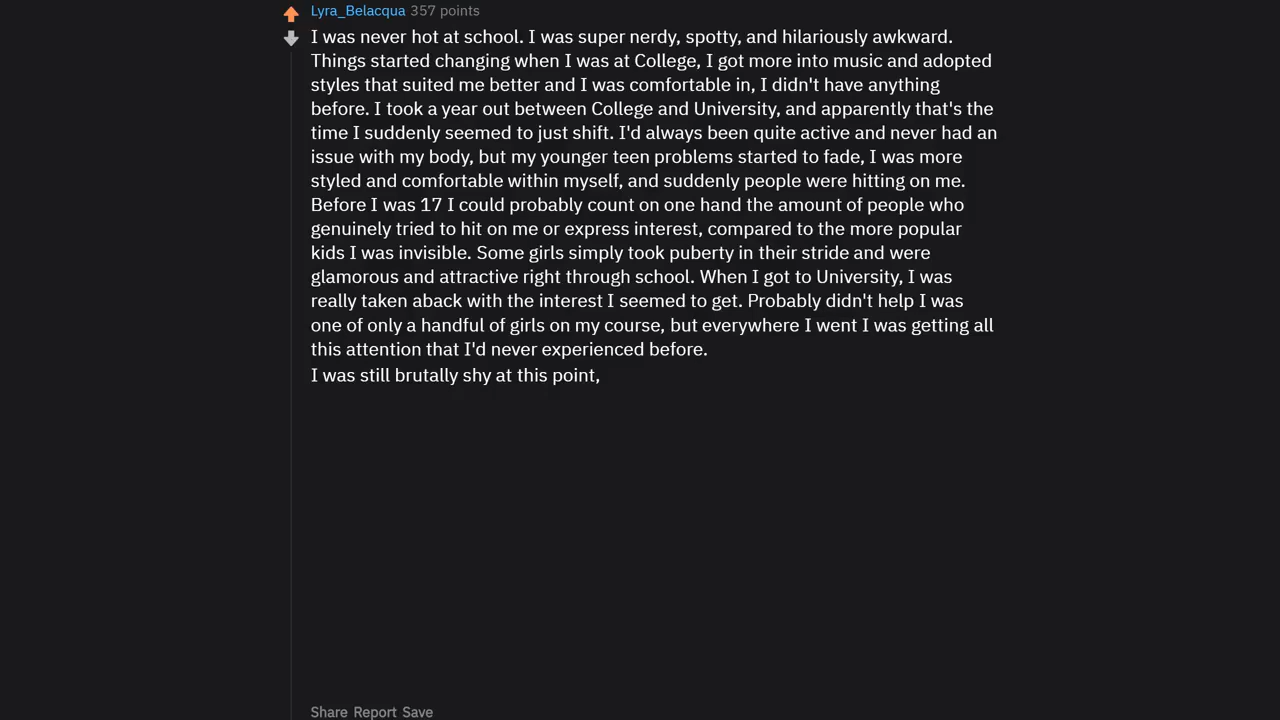 Lyra_Belacqua 357 points
I was never hot at school. I was super nerdy, spotty, and hilariously awkward.
Things started changing when I was at College, I got more into music and adopted
styles that suited me better and I was comfortable in, I didn't have anything
before. I took a year out between College and University, and apparently that's the
time I suddenly seemed to just shift. I'd always been quite active and never had an
issue with my body, but my younger teen problems started to fade, I was more
styled and comfortable within myself, and suddenly people were hitting on me.
Before I was 17 I could probably count on one hand the amount of people who
genuinely tried to hit on me or express interest, compared to the more popular
kids I was invisible. Some girls simply took puberty in their stride and were
glamorous and attractive right through school. When I got to University, I was
really taken aback with the interest I seemed to get. Probably didn't help I was
one of only a handful of girls on my course, but everywhere I went I was getting all
this attention that I'd never experienced before.
I was still brutally shy at this point,
Share Report Save